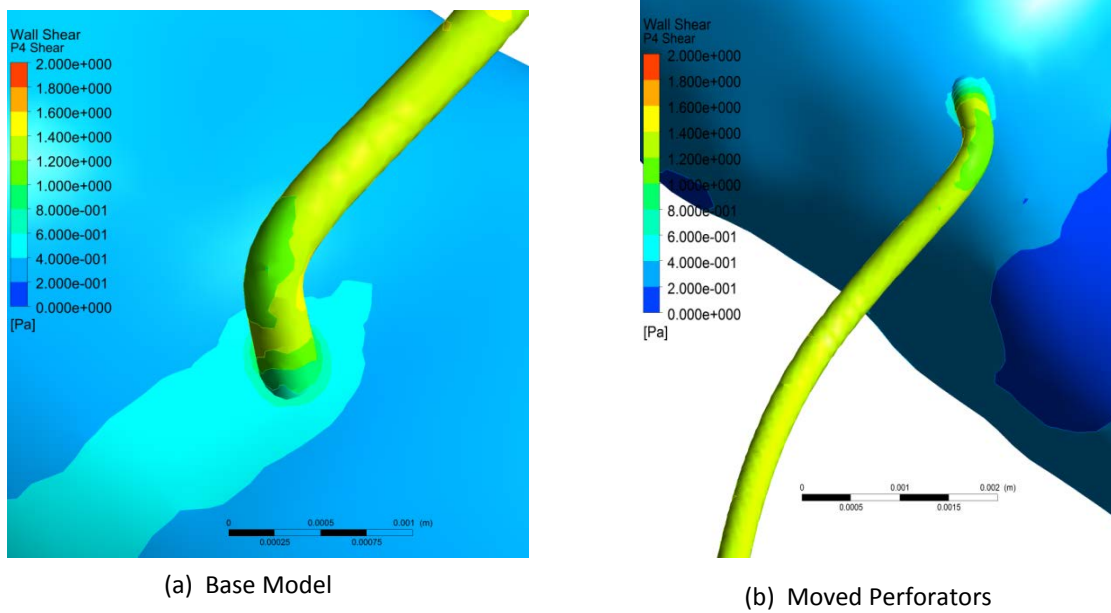 Wall Shear
P4 Shear
2.000e+000
1.800e+000
1.600e+000
1.400e+000
1.200e+000
1.000e+000
8.000e-001
6.000e-001
4.000e-001
2.000e-001
0.000e+000
[Pa]
0 0.0005 0.001 (m)
0.00025 0.00075
(a) Base Model
Wall Shear
P4 Shear
2.000e+000
1.800e+000
1.600e+000
1.400e+000
1.200e+000
1.000e+000
8.000e-001
6.000e-001
4.000e-001
2.000e-001
0.000e+000
[Pa]
0 0.001 0.002 (m)
0.0005 0.0015
(b) Moved Perforators